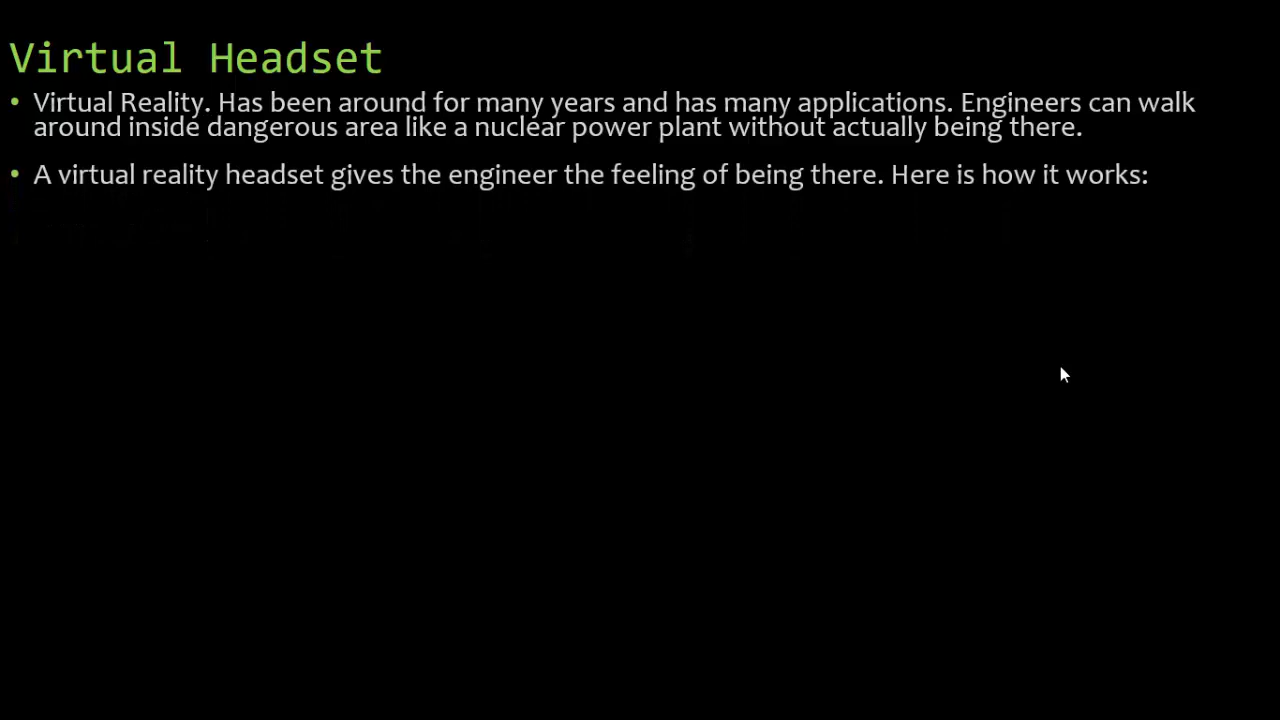 Virtual Headset
• Virtual Reality. Has been around for many years and has many applications. Engineers can walk
around inside dangerous area like a nuclear power plant without actually being there.
• A virtual reality headset gives the engineer the feeling of being there. Here is how it works: